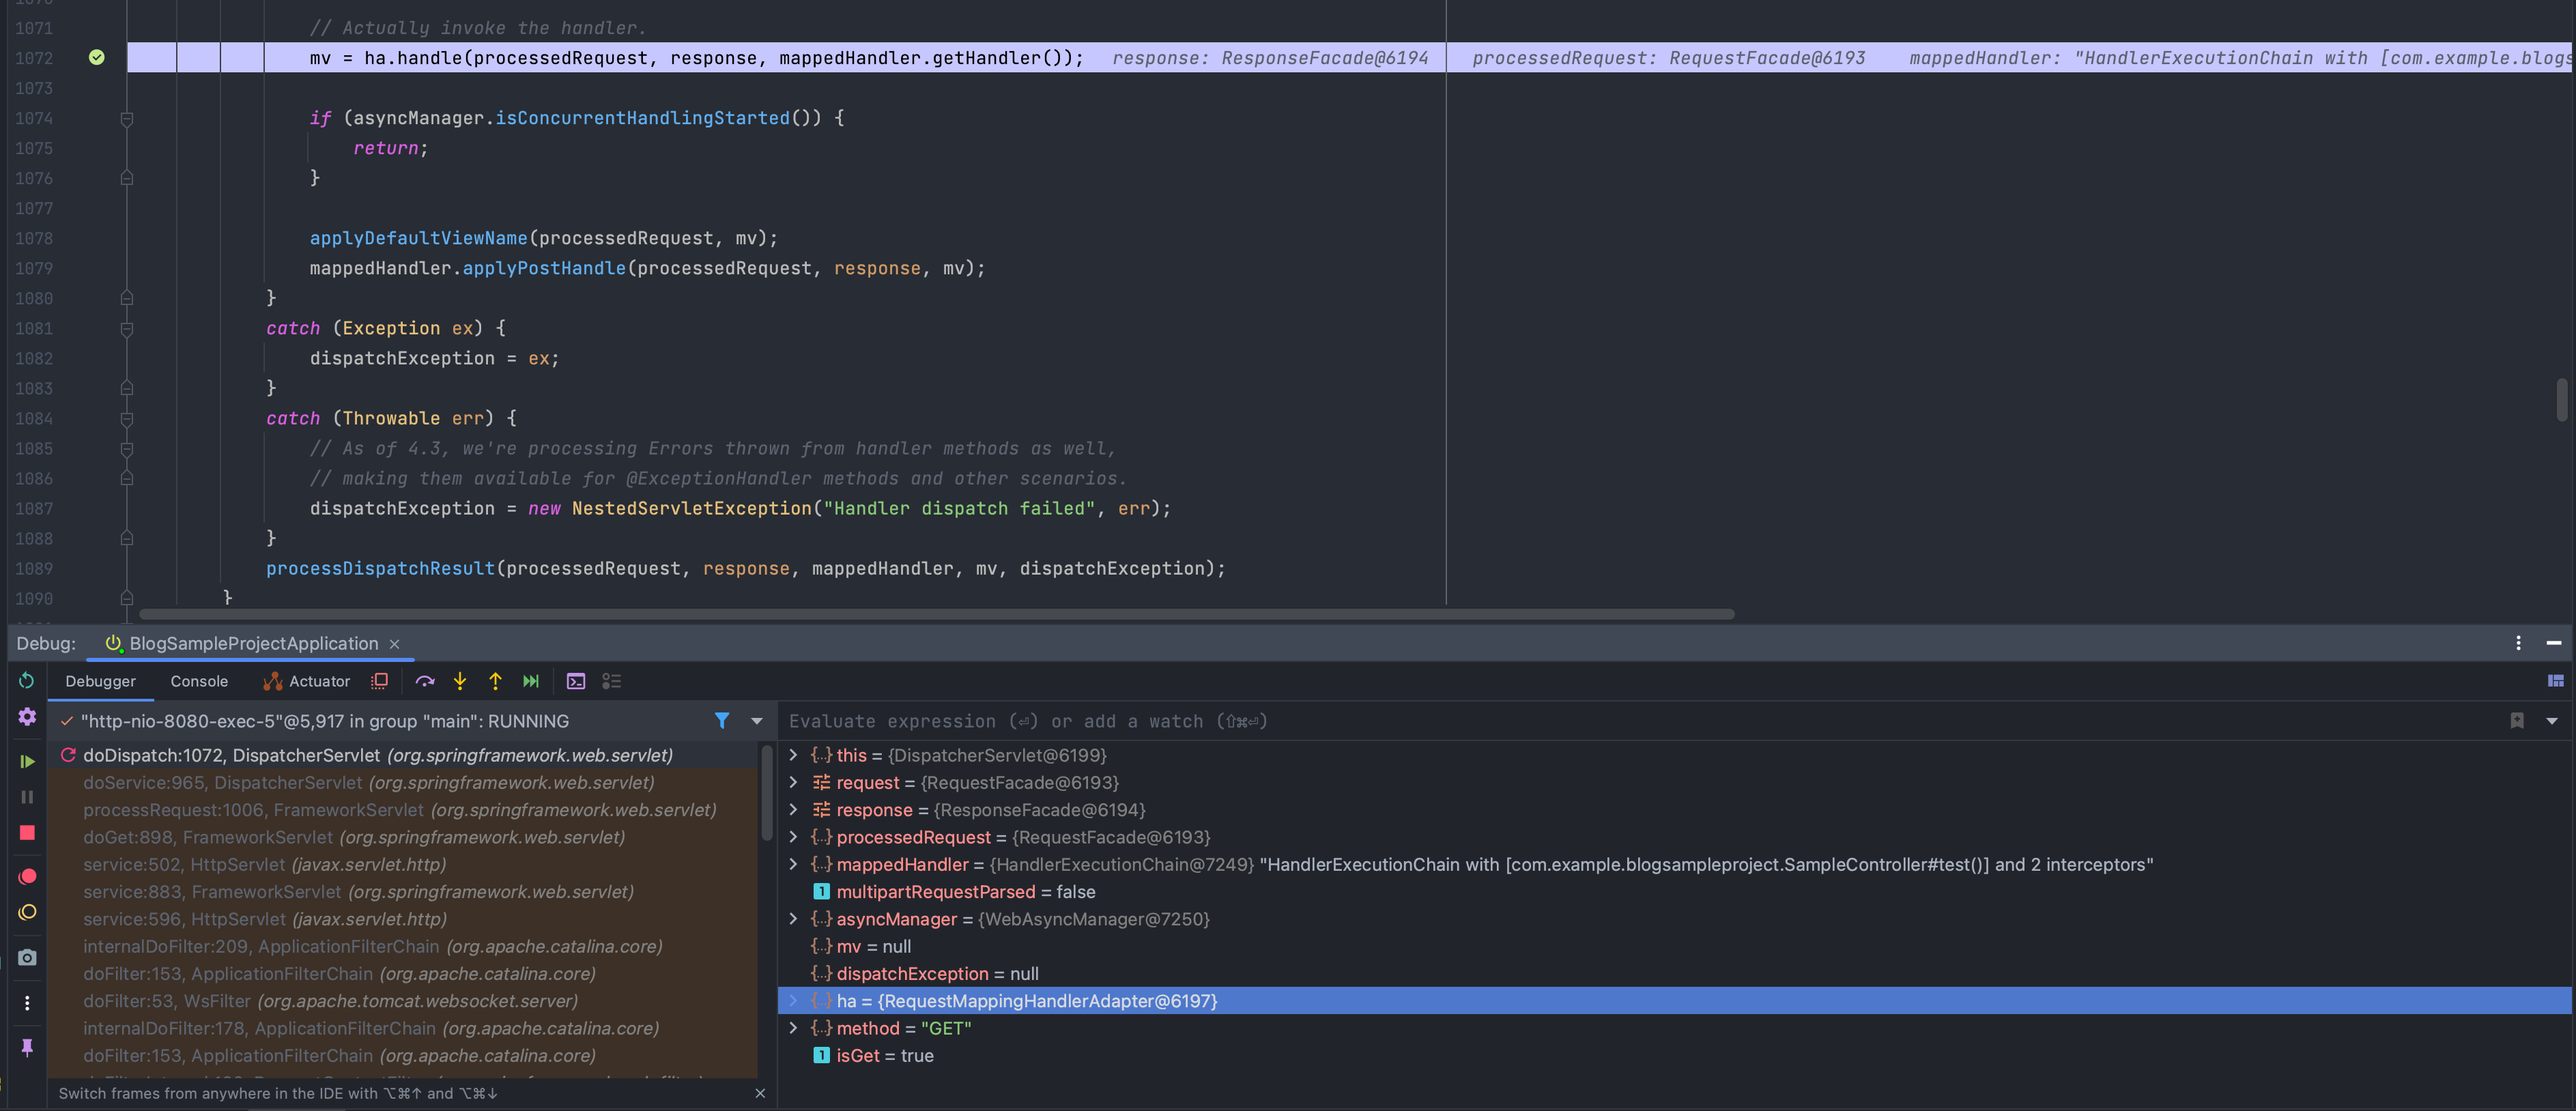 1071 // Actually invoke the handler.
1072 mv = ha.handle(processedRequest, response, mappedHandler.getHandler()); response: ResponseFacade@6194 processedRequest: RequestFacade@6193 mappedHandler: "HandlerExecutionChain with [com.example.blogs
1073
1074 if (asyncManager.isConcurrentHandlingStarted()) {
1075 return;
1076 }
1077
1078 applyDefaultViewName(processedRequest, mv);
1079 mappedHandler.applyPostHandle(processedRequest, response, mv);
1080 }
1081 catch (Exception ex) {
1082 dispatchException = ex;
1083 }
1084 catch (Throwable err) {
1085 // As of 4.3, we're processing Errors thrown from handler methods as well,
1086 // making them available for @ExceptionHandler methods and other scenarios.
1087 dispatchException = new NestedServletException("Handler dispatch failed", err);
1088 }
1089 processDispatchResult(processedRequest, response, mappedHandler, mv, dispatchException);
1090 }
Debug: BlogSampleProjectApplication
Debugger Console Actuator
"http-nio-8080-exec-5"@5,917 in group "main": RUNNING
doDispatch:1072, DispatcherServlet (org.springframework.web.servlet)
doService:965, DispatcherServlet (org.springframework.web.servlet)
processRequest:1006, FrameworkServlet (org.springframework.web.servlet)
doGet:898, FrameworkServlet (org.springframework.web.servlet)
service:502, HttpServlet (javax.servlet.http)
service:883, FrameworkServlet (org.springframework.web.servlet)
service:596, HttpServlet (javax.servlet.http)
internalDoFilter:209, ApplicationFilterChain (org.apache.catalina.core)
doFilter:153, ApplicationFilterChain (org.apache.catalina.core)
doFilter:53, WsFilter (org.apache.tomcat.websocket.server)
internalDoFilter:178, ApplicationFilterChain (org.apache.catalina.core)
doFilter:153, ApplicationFilterChain (org.apache.catalina.core)
Switch frames from anywhere in the IDE with ⌥⌘↑ and ⌥⌘↓
Evaluate expression (⏎) or add a watch (⇧⌘⏎)
this = {DispatcherServlet@6199}
request = {RequestFacade@6193}
response = {ResponseFacade@6194}
processedRequest = {RequestFacade@6193}
mappedHandler = {HandlerExecutionChain@7249} "HandlerExecutionChain with [com.example.blogsampleproject.SampleController#test()] and 2 interceptors"
multipartRequestParsed = false
asyncManager = {WebAsyncManager@7250}
mv = null
dispatchException = null
ha = {RequestMappingHandlerAdapter@6197}
method = "GET"
isGet = true